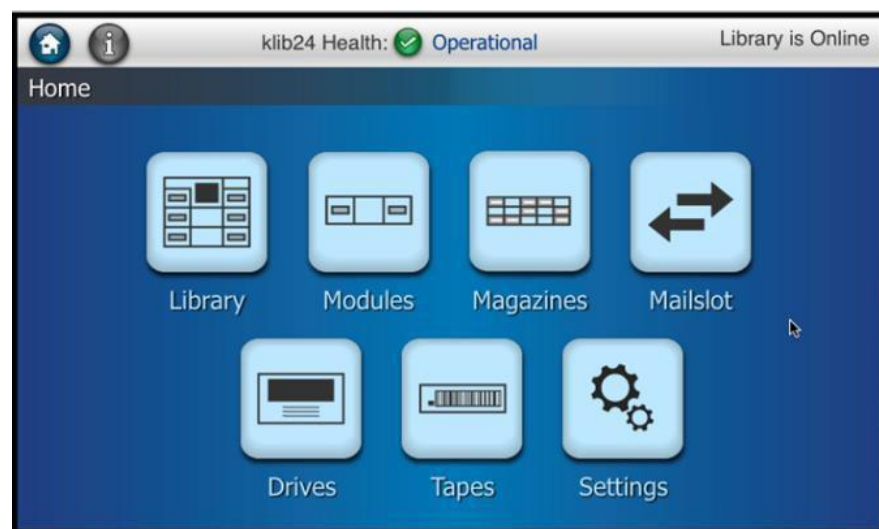 klib24 Health: Operational Library is Online
Home
Library Modules Magazines Mailslot
Drives Tapes Settings